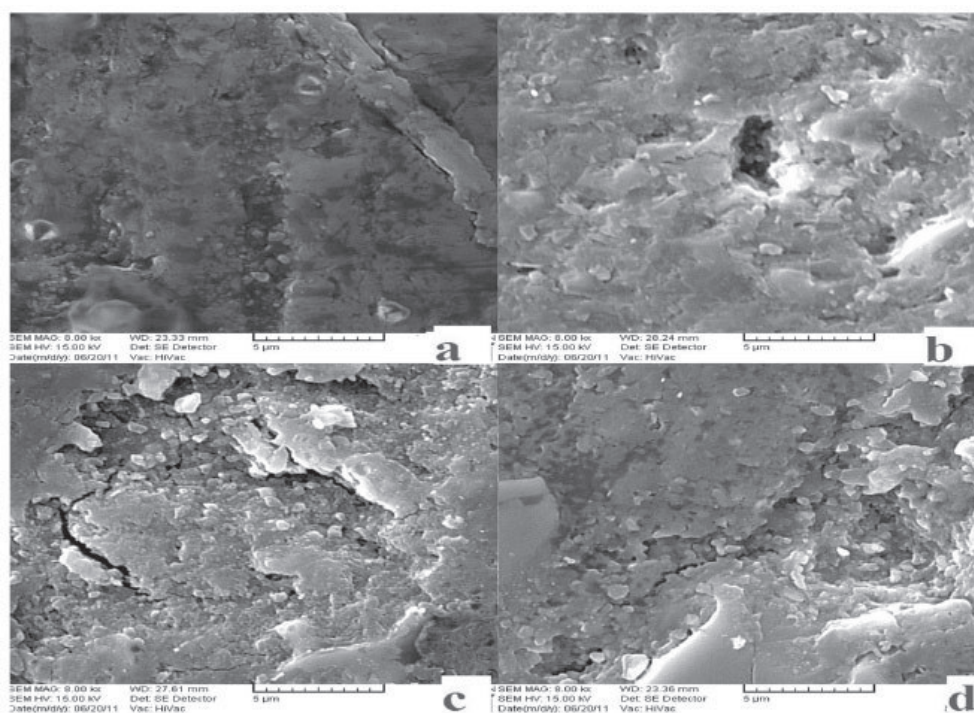 SEM MAG: 8.00 kx WD: 23.33 mm
SEM HV: 15.00 kV Det: SE Detector 5 µm
Date(m/d/y): 06/20/11 Vac: HiVac
a
SEM MAG: 8.00 kx WD: 20.24 mm
SEM HV: 15.00 kV Det: SE Detector 5 µm
Date(m/d/y): 06/20/11 Vac: HiVac
b
SEM MAG: 8.00 kx WD: 27.61 mm
SEM HV: 15.00 kV Det: SE Detector 5 µm
Date(m/d/y): 06/20/11 Vac: HiVac
c
SEM MAG: 8.00 kx WD: 23.36 mm
SEM HV: 15.00 kV Det: SE Detector 5 µm
Date(m/d/y): 06/20/11 Vac: HiVac
d